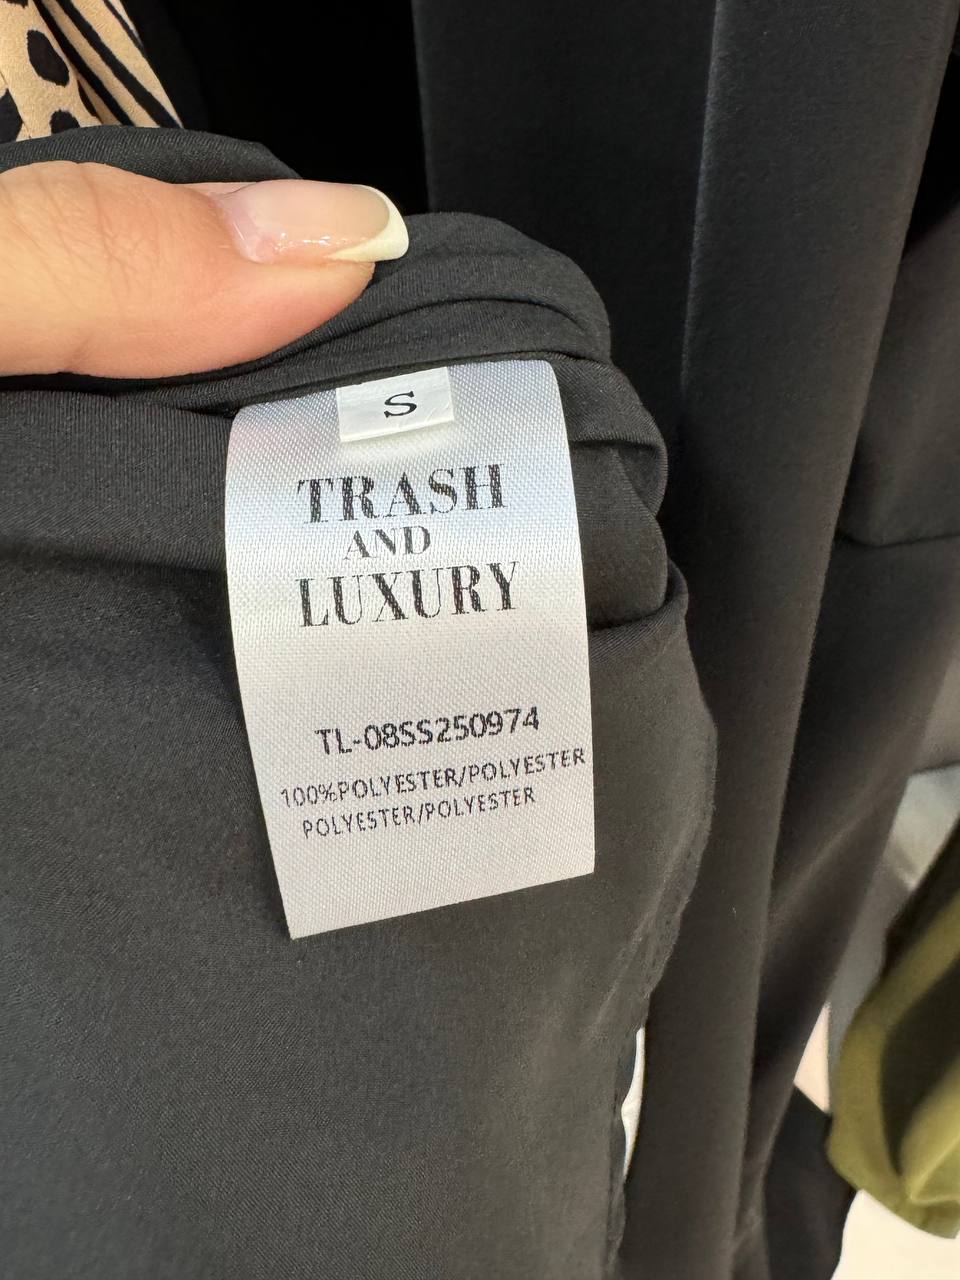 S
TRASH
AND
LUXURY
TL-08SS250974
100%POLYESTER/POLYESTER
POLYESTER/POLYESTER